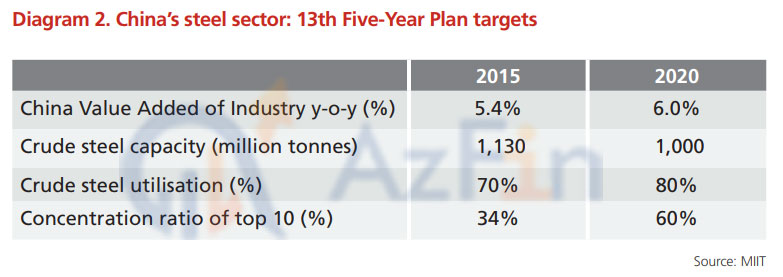 Diagram 2. China's steel sector: 13th Five-Year Plan targets
2015 2020
China Value Added of Industry y-o-y (%) 5.4% 6.0%
Crude steel capacity (million tonnes) 1,130 1,000
Crude steel utilisation (%) 70% 80%
Concentration ratio of top 10 (%) 34% 60%
AzFin
Source: MIIT